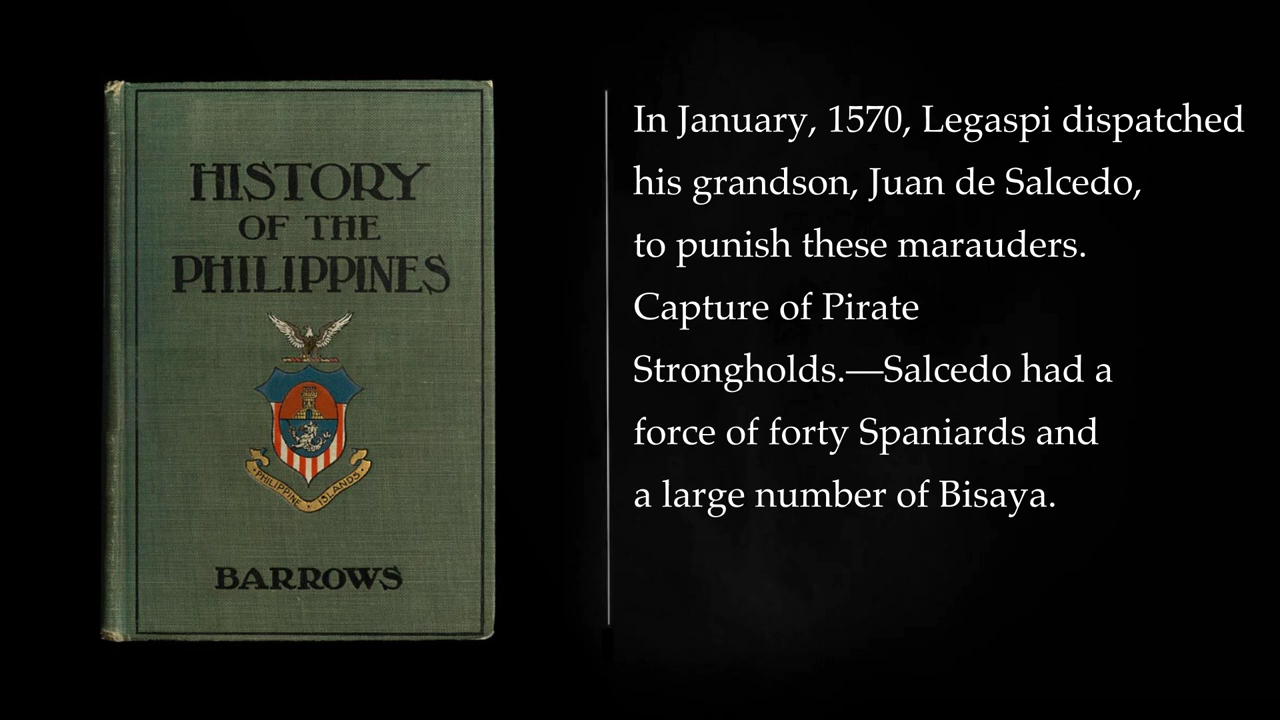 HISTORY
OF THE
PHILIPPINES
PHILIPPINE ISLANDS
BARROWS
In January, 1570, Legaspi dispatched
his grandson, Juan de Salcedo,
to punish these marauders.
Capture of Pirate
Strongholds.—Salcedo had a
force of forty Spaniards and
a large number of Bisaya.